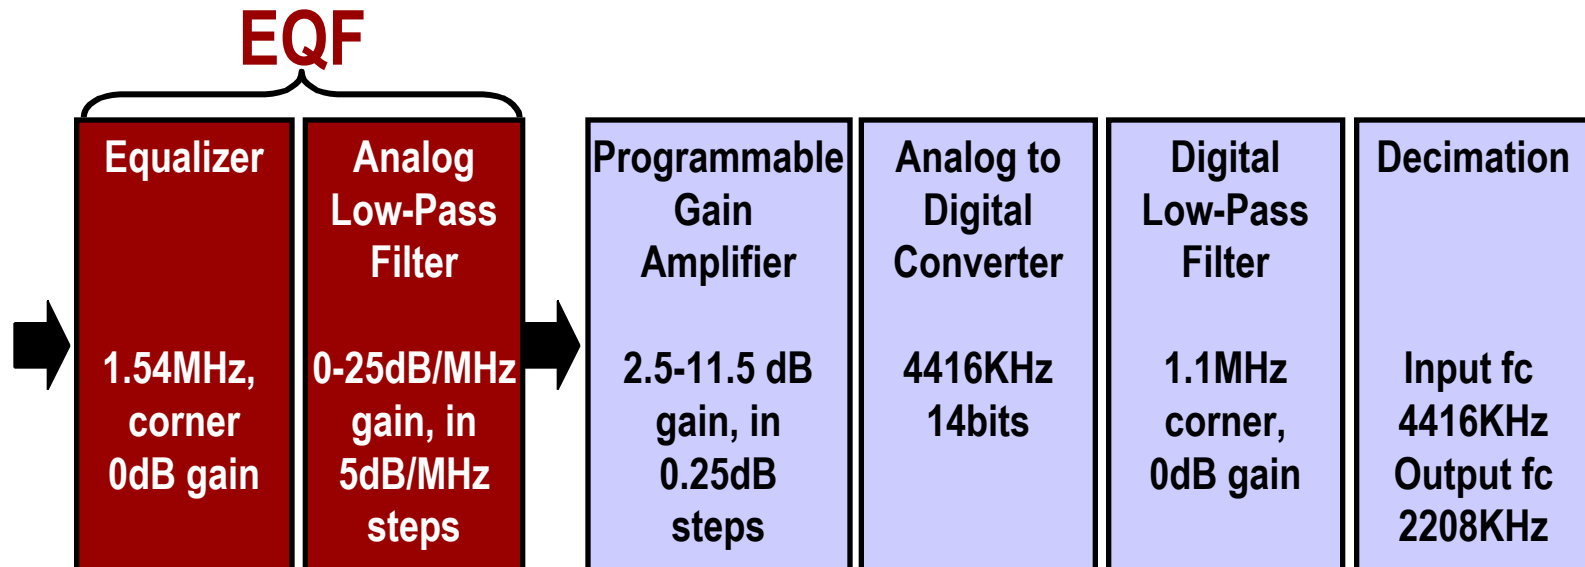 EQF
Equalizer
1.54MHz,
corner
0dB gain
Analog
Low-Pass
Filter
0-25dB/MHz
gain, in
5dB/MHz
steps
Programmable
Gain
Amplifier
2.5-11.5 dB
gain, in
0.25dB
steps
Analog to
Digital
Converter
4416KHz
14bits
Digital
Low-Pass
Filter
1.1MHz
corner,
0dB gain
Decimation
Input fc
4416KHz
Output fc
2208KHz